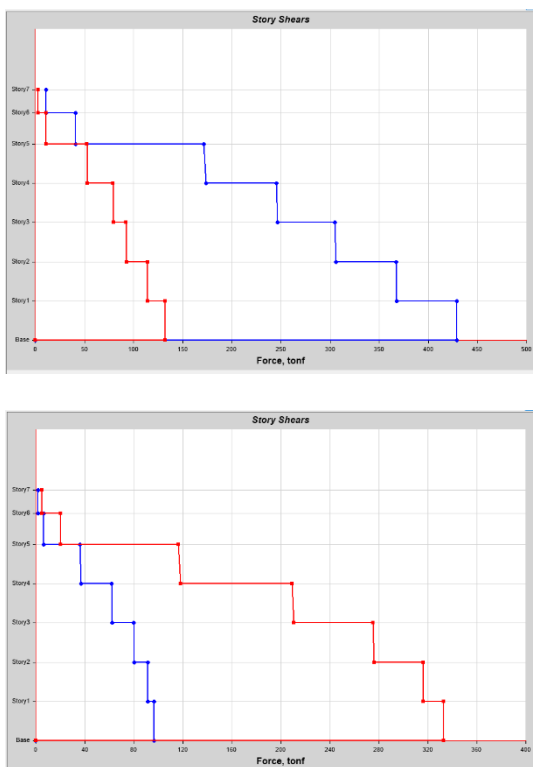 Story Shears
Story7
Story6
Story5
Story4
Story3
Story2
Story1
Base
0 50 100 150 200 250 300 350 400 450 500
Force, tonf
Story Shears
Story7
Story6
Story5
Story4
Story3
Story2
Story1
Base
0 40 80 120 160 200 240 280 320 360 400
Force, tonf